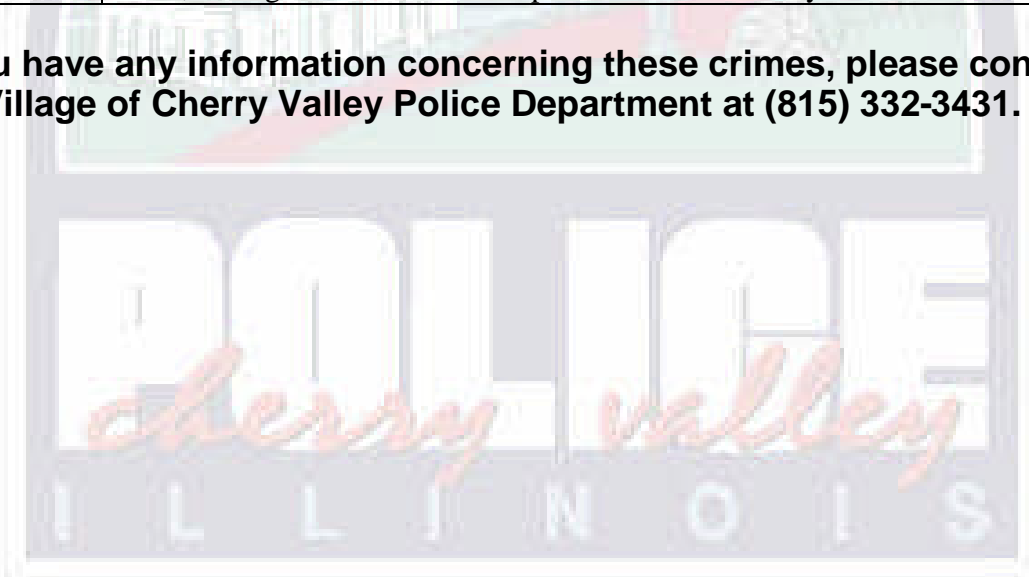 u have any information concerning these crimes, please con
Village of Cherry Valley Police Department at (815) 332-3431.
POLICE
cherry valley
ILLINOIS